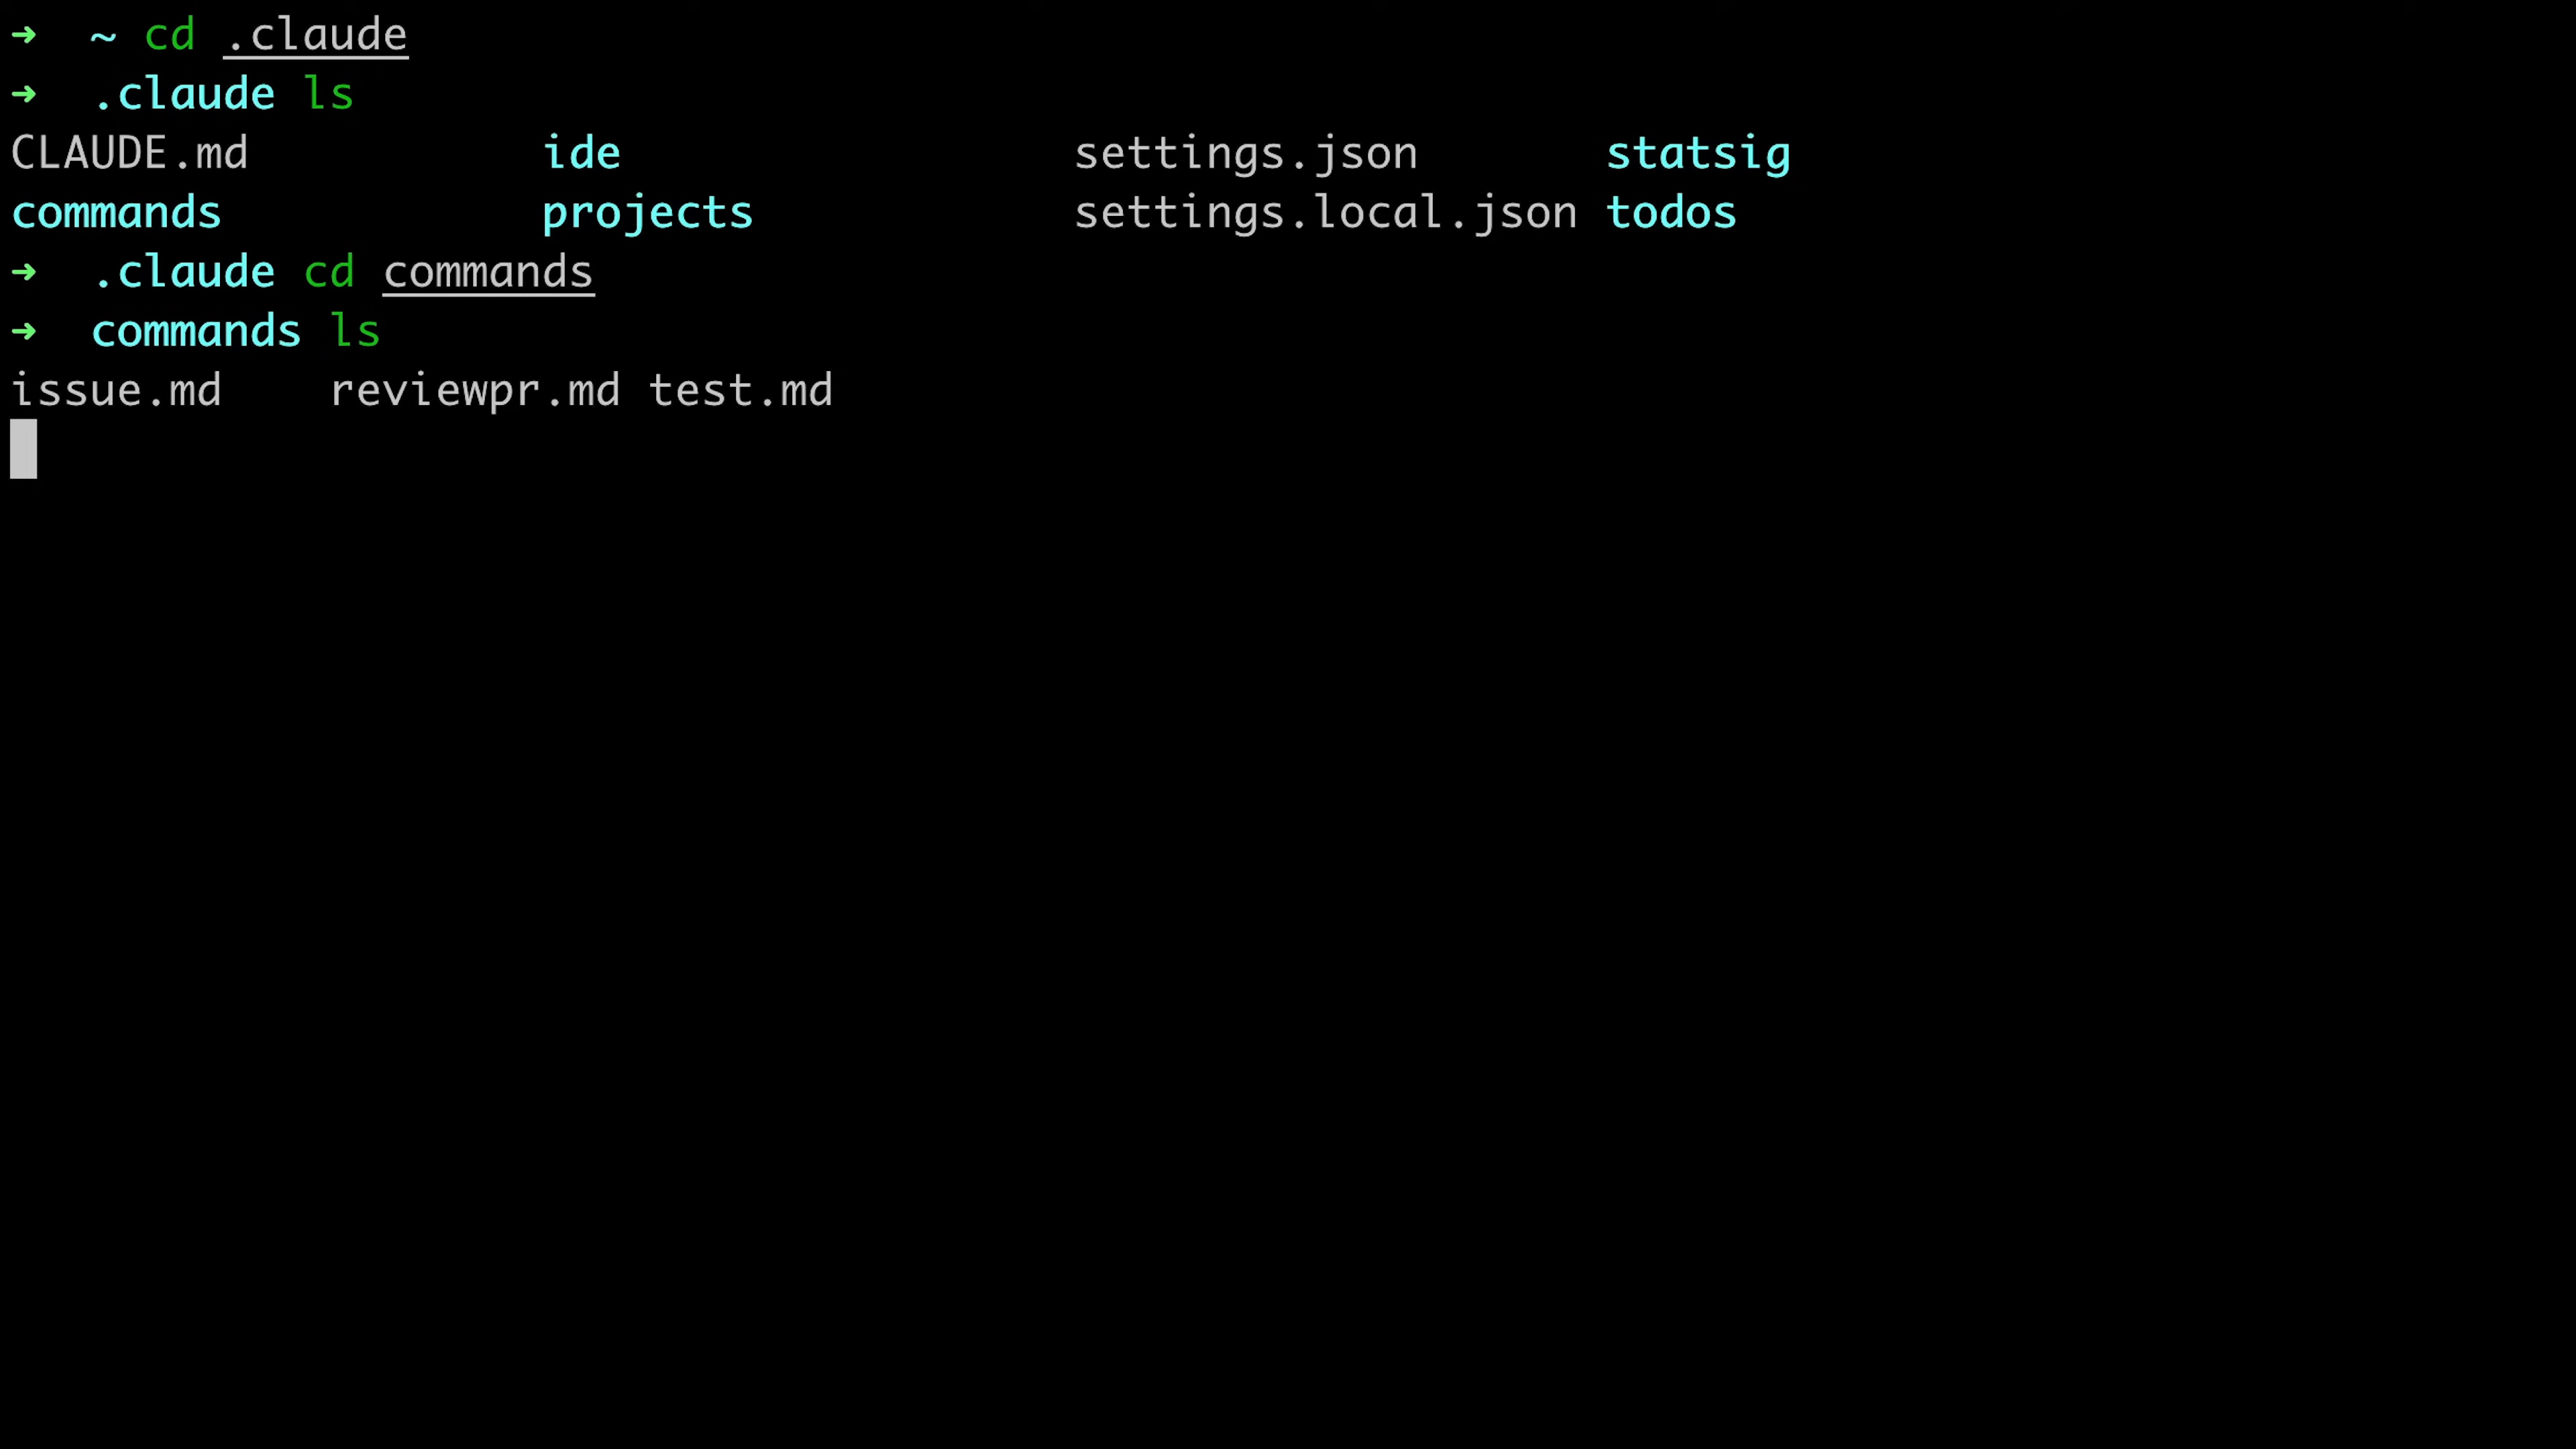 ➜  ~ cd .claude
➜  .claude ls
CLAUDE.md           ide                 settings.json       statsig
commands            projects            settings.local.json todos
➜  .claude cd commands
➜  commands ls
issue.md    reviewpr.md test.md